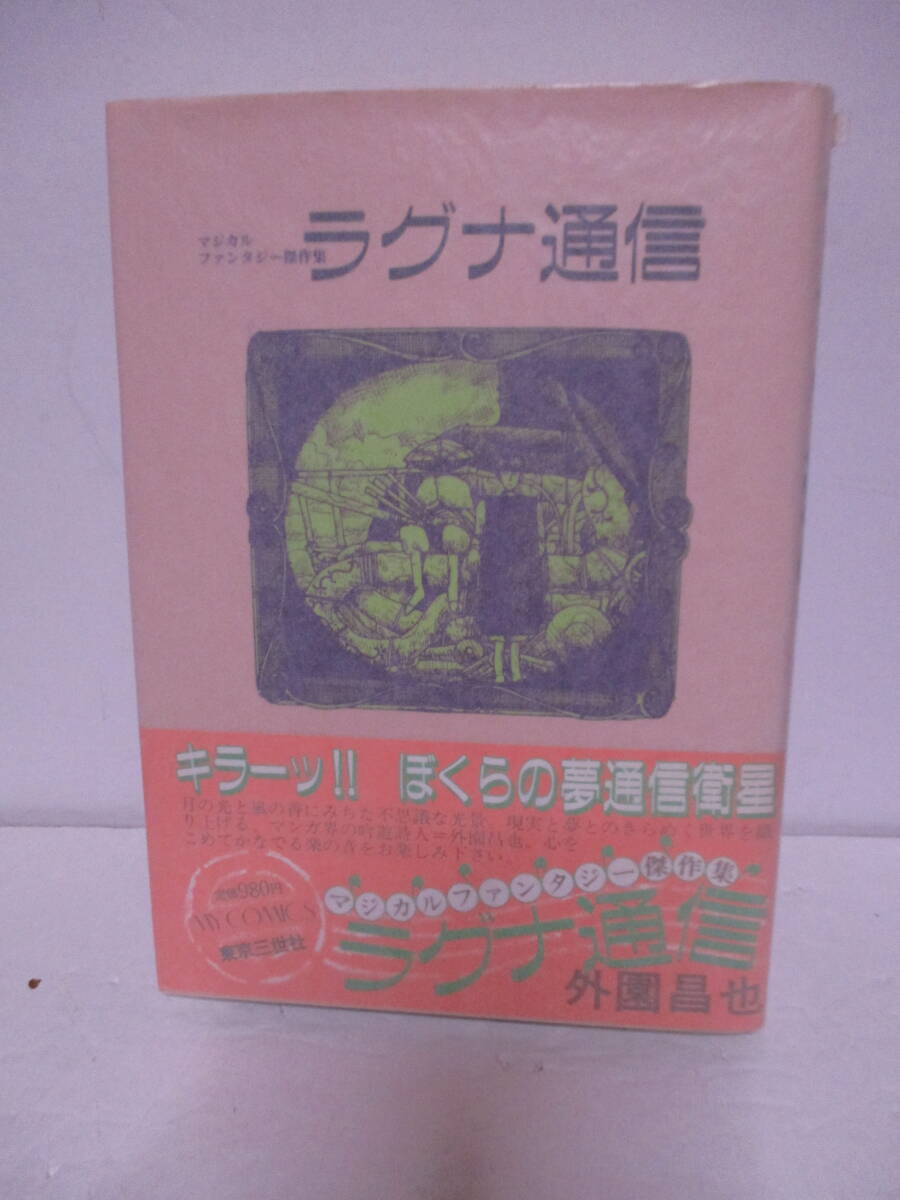 マジカル
ファンタジー傑作集
ラグナ通信
キラーッ!! ぼくらの夢通信衛星
月の光と風の音にみちた不思議な光景、現実と夢とのきらめく世界を織
り上げる、マンガ界の吟遊詩人=外園昌也。心を
こめてかなでる楽の音をお楽しみ下さい。
マジカルファンタジー傑作集
ラグナ通信
外園昌也
定価980円
MY COMICS
東京三世社